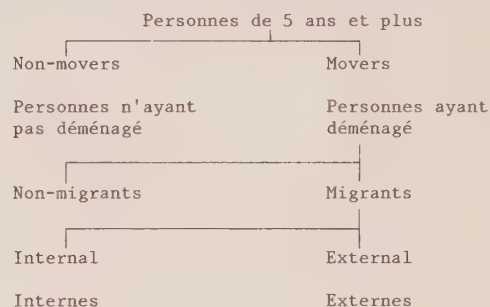 Personnes de 5 ans et plus
Non-movers Movers
Personnes n'ayant Personnes ayant
pas déménagé déménagé
Non-migrants Migrants
Internal External
Internes Externes